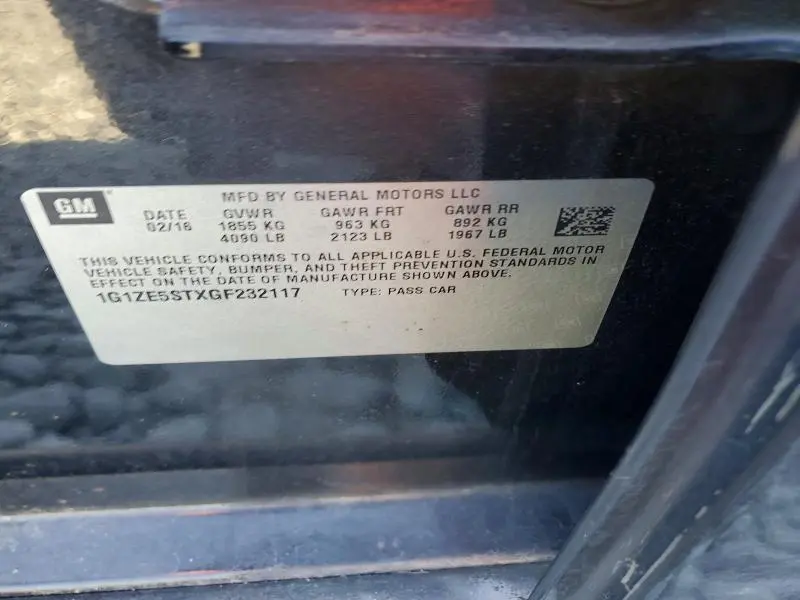 GM
MFD BY GENERAL MOTORS LLC
DATE GVWR GAWR FRT GAWR RR
02/16 1855 KG 963 KG 892 KG
4090 LB 2123 LB 1967 LB
THIS VEHICLE CONFORMS TO ALL APPLICABLE U.S. FEDERAL MOTOR
VEHICLE SAFETY, BUMPER, AND THEFT PREVENTION STANDARDS IN
EFFECT ON THE DATE OF MANUFACTURE SHOWN ABOVE.
1G1ZE5STXGF232117 TYPE: PASS CAR